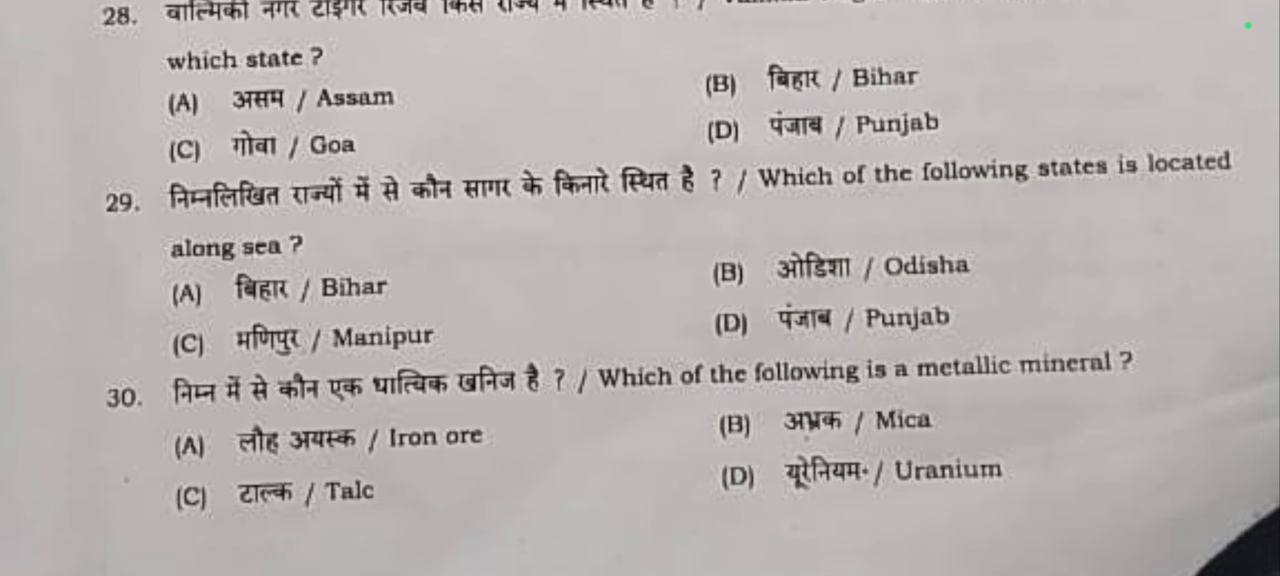 28. वाल्मिकी नगर टाइगर रिजर्व किस राज्य में स्थित है ? /
which state ?
(A) असम / Assam (B) बिहार / Bihar
(C) गोवा / Goa (D) पंजाब / Punjab
29. निम्नलिखित राज्यों में से कौन सागर के किनारे स्थित है ? / Which of the following states is located
along sea ?
(A) बिहार / Bihar (B) ओडिशा / Odisha
(C) मणिपुर / Manipur (D) पंजाब / Punjab
30. निम्न में से कौन एक धात्विक खनिज है ? / Which of the following is a metallic mineral ?
(A) लौह अयस्क / Iron ore (B) अभ्रक / Mica
(C) टाल्क / Talc (D) यूरेनियम / Uranium